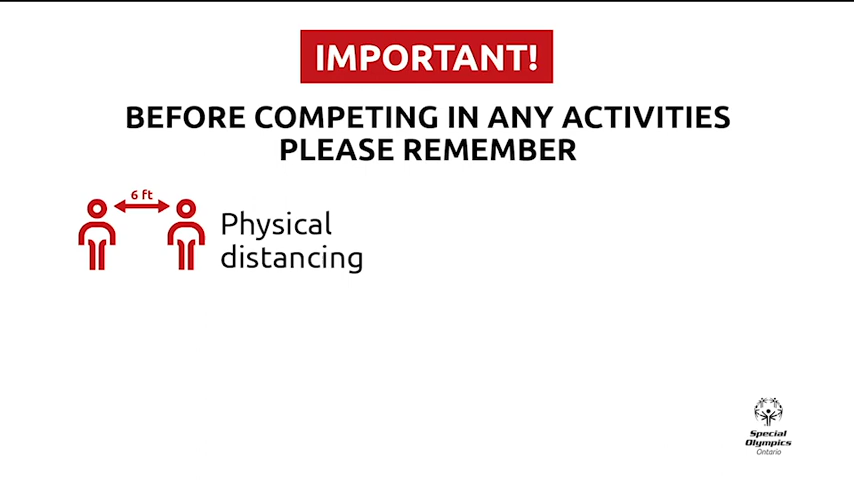 IMPORTANT!
BEFORE COMPETING IN ANY ACTIVITIES
PLEASE REMEMBER
6 ft
Physical
distancing
Special
Olympics
Ontario